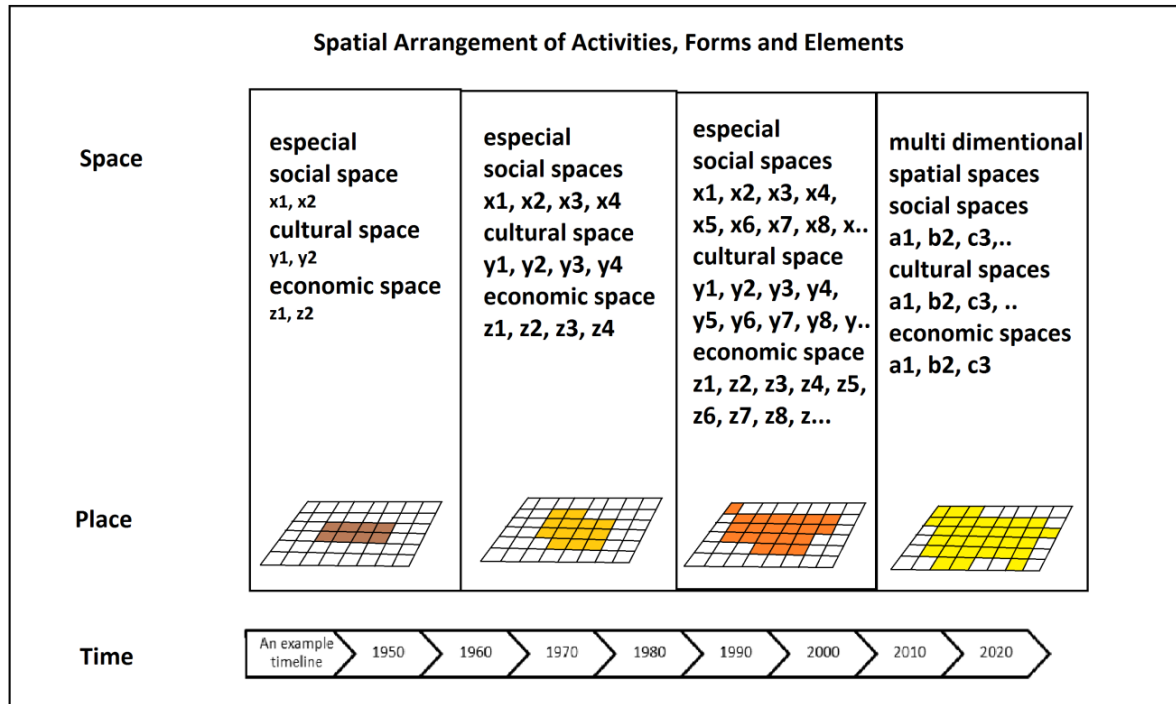 Spatial Arrangement of Activities, Forms and Elements
Space
especial
social space
x1, x2
cultural space
y1, y2
economic space
z1, z2
especial
social spaces
x1, x2, x3, x4
cultural space
y1, y2, y3, y4
economic space
z1, z2, z3, z4
especial
social spaces
x1, x2, x3, x4,
x5, x6, x7, x8, x..
cultural space
y1, y2, y3, y4,
y5, y6, y7, y8, y..
economic space
z1, z2, z3, z4, z5,
z6, z7, z8, z...
multi dimentional
spatial spaces
social spaces
a1, b2, c3,..
cultural spaces
a1, b2, c3, ..
economic spaces
a1, b2, c3
Place
Time
An example
timeline
1950
1960
1970
1980
1990
2000
2010
2020